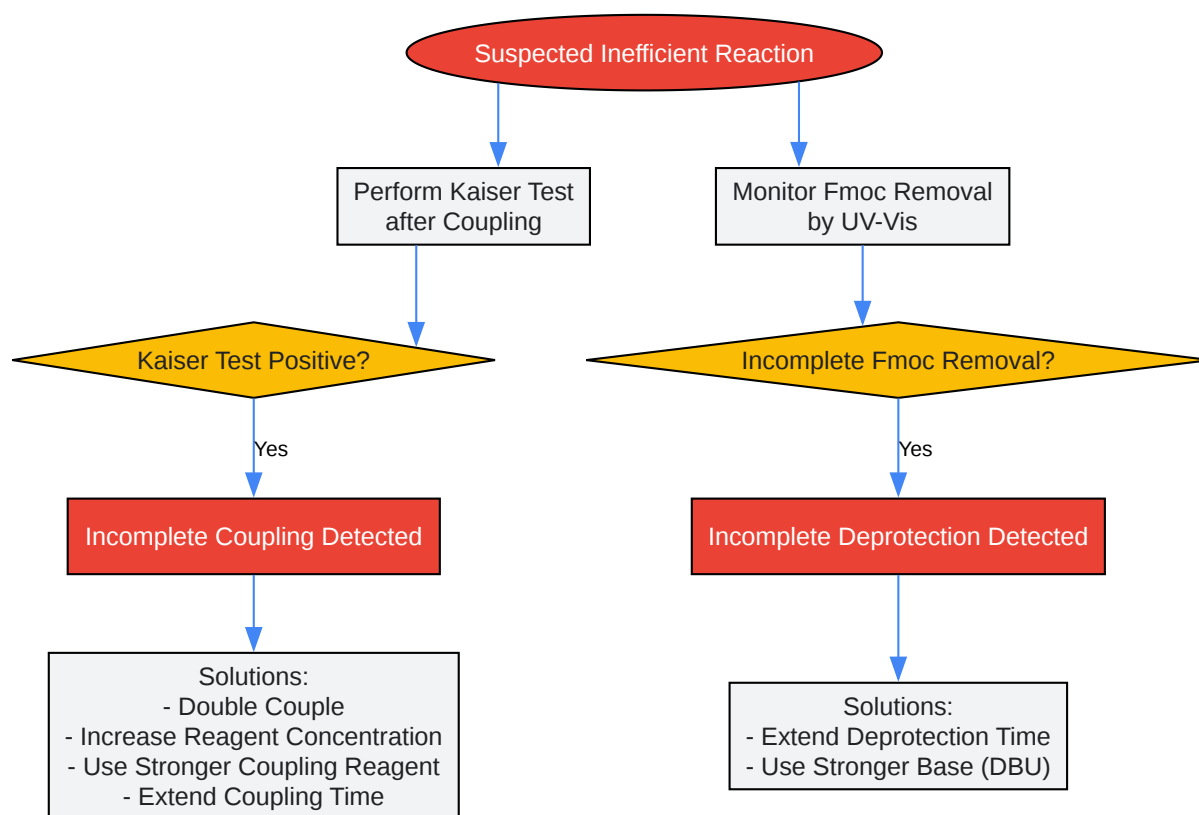 Suspected Inefficient Reaction
Perform Kaiser Test
after Coupling
Monitor Fmoc Removal
by UV-Vis
Kaiser Test Positive?
Incomplete Fmoc Removal?
Yes
Yes
Incomplete Coupling Detected
Incomplete Deprotection Detected
Solutions:
- Double Couple
- Increase Reagent Concentration
- Use Stronger Coupling Reagent
- Extend Coupling Time
Solutions:
- Extend Deprotection Time
- Use Stronger Base (DBU)